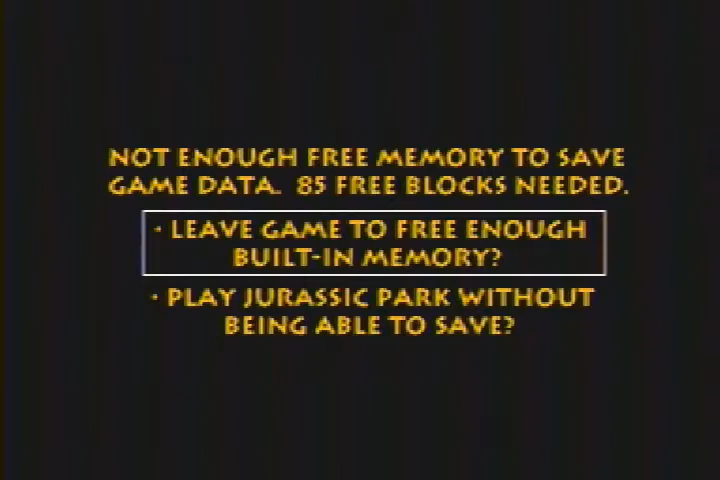 NOT ENOUGH FREE MEMORY TO SAVE
GAME DATA.  85 FREE BLOCKS NEEDED.
· LEAVE GAME TO FREE ENOUGH
BUILT-IN MEMORY?
· PLAY JURASSIC PARK WITHOUT
BEING ABLE TO SAVE?